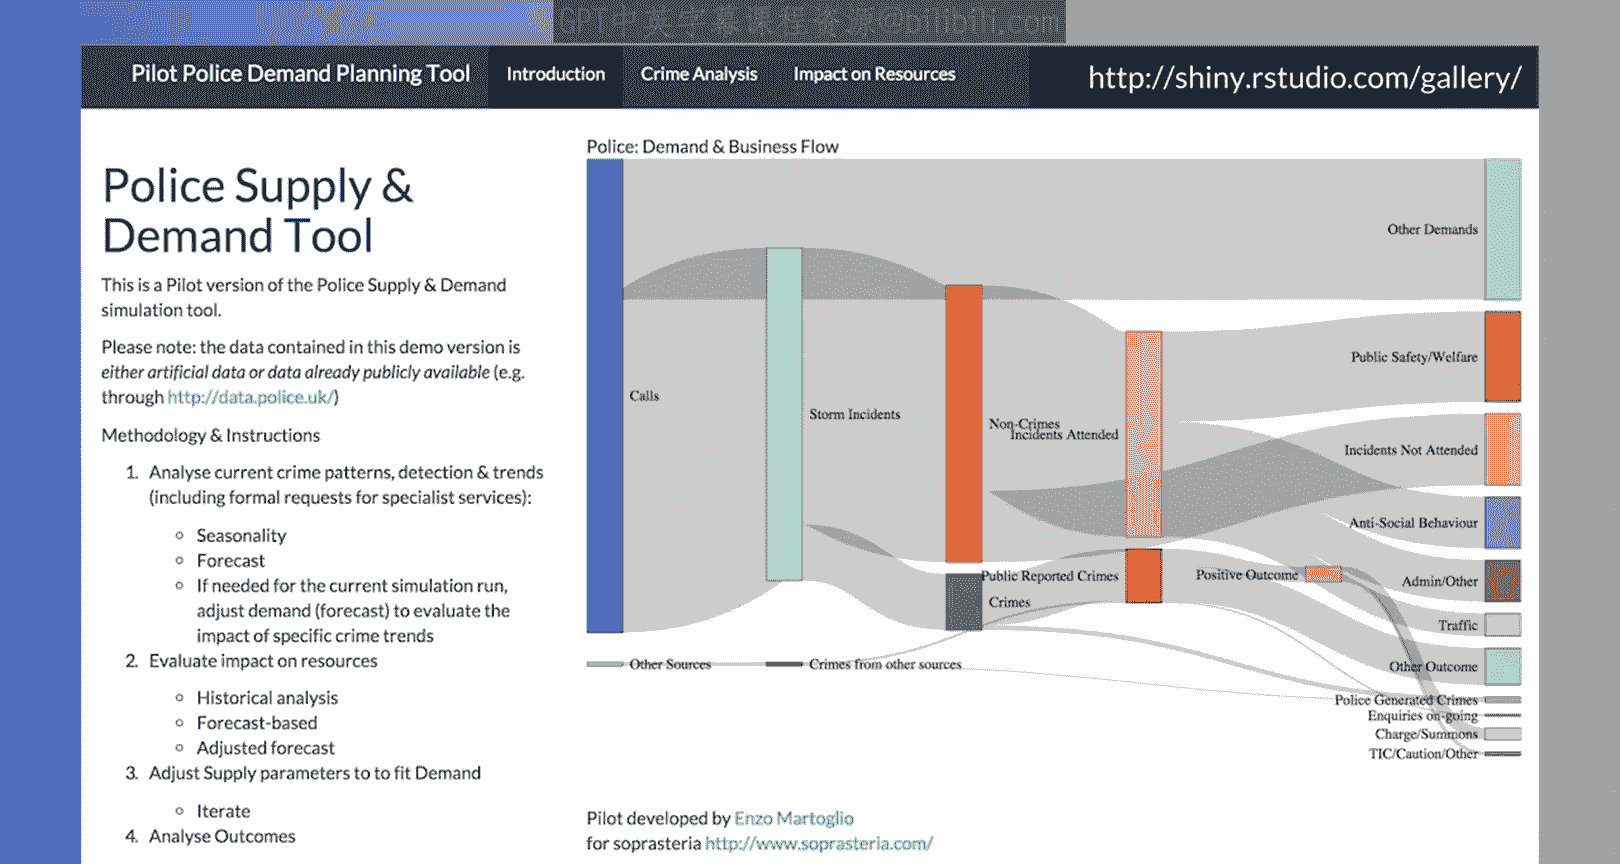 GPT中英字幕课程资源@bilibili.com
Pilot Police Demand Planning Tool
Introduction
Crime Analysis
Impact on Resources
http://shiny.rstudio.com/gallery/
Police Supply &
Demand Tool
This is a Pilot version of the Police Supply & Demand
simulation tool.
Please note: the data contained in this demo version is
either artificial data or data already publicly available (e.g.
through http://data.police.uk/)
Methodology & Instructions
1. Analyse current crime patterns, detection & trends
(including formal requests for specialist services):
Seasonality
Forecast
If needed for the current simulation run,
adjust demand (forecast) to evaluate the
impact of specific crime trends
2. Evaluate impact on resources
Historical analysis
Forecast-based
Adjusted forecast
3. Adjust Supply parameters to to fit Demand
Iterate
4. Analyse Outcomes
Police: Demand & Business Flow
Calls
Storm Incidents
Non-Crimes
Incidents Attended
Public Reported Crimes
Crimes
Other Sources
Crimes from other sources
Positive Outcome
Other Demands
Public Safety/Welfare
Incidents Not Attended
Anti-Social Behaviour
Admin/Other
Traffic
Other Outcome
Police Generated Crimes
Enquiries on-going
Charge/Summons
TIC/Caution/Other
Pilot developed by Enzo Martoglio
for soprasteria http://www.soprasteria.com/